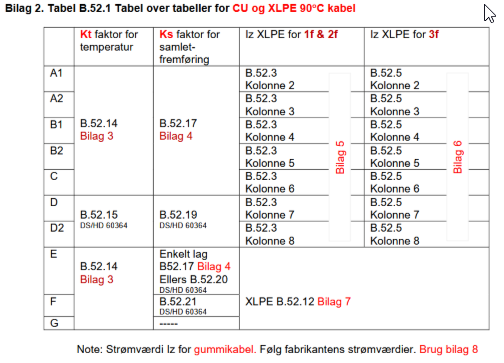 Bilag 2. Tabel B.52.1 Tabel over tabeller for CU og XLPE 90°C kabel
Kt faktor for temperatur
Ks faktor for samlet-fremføring
Iz XLPE for 1f & 2f
Iz XLPE for 3f
A1
B.52.14
Bilag 3
B.52.17
Bilag 4
B.52.3
Kolonne 2
Bilag 5
B.52.5
Kolonne 2
Bilag 6
A2
B.52.3
Kolonne 3
B.52.5
Kolonne 3
B1
B.52.3
Kolonne 4
B.52.5
Kolonne 4
B2
B.52.3
Kolonne 5
B.52.5
Kolonne 5
C
B.52.3
Kolonne 6
B.52.5
Kolonne 6
D
B.52.15
DS/HD 60364
B.52.19
DS/HD 60364
B.52.3
Kolonne 7
B.52.5
Kolonne 7
D2
B.52.3
Kolonne 8
B.52.5
Kolonne 8
E
B.52.14
Bilag 3
Enkelt lag
B52.17 Bilag 4
Ellers B.52.20
DS/HD 60364
XLPE B.52.12 Bilag 7
F
B.52.21
DS/HD 60364
G
-----
Note: Strømværdi Iz for gummikabel. Følg fabrikantens strømværdier. Brug bilag 8